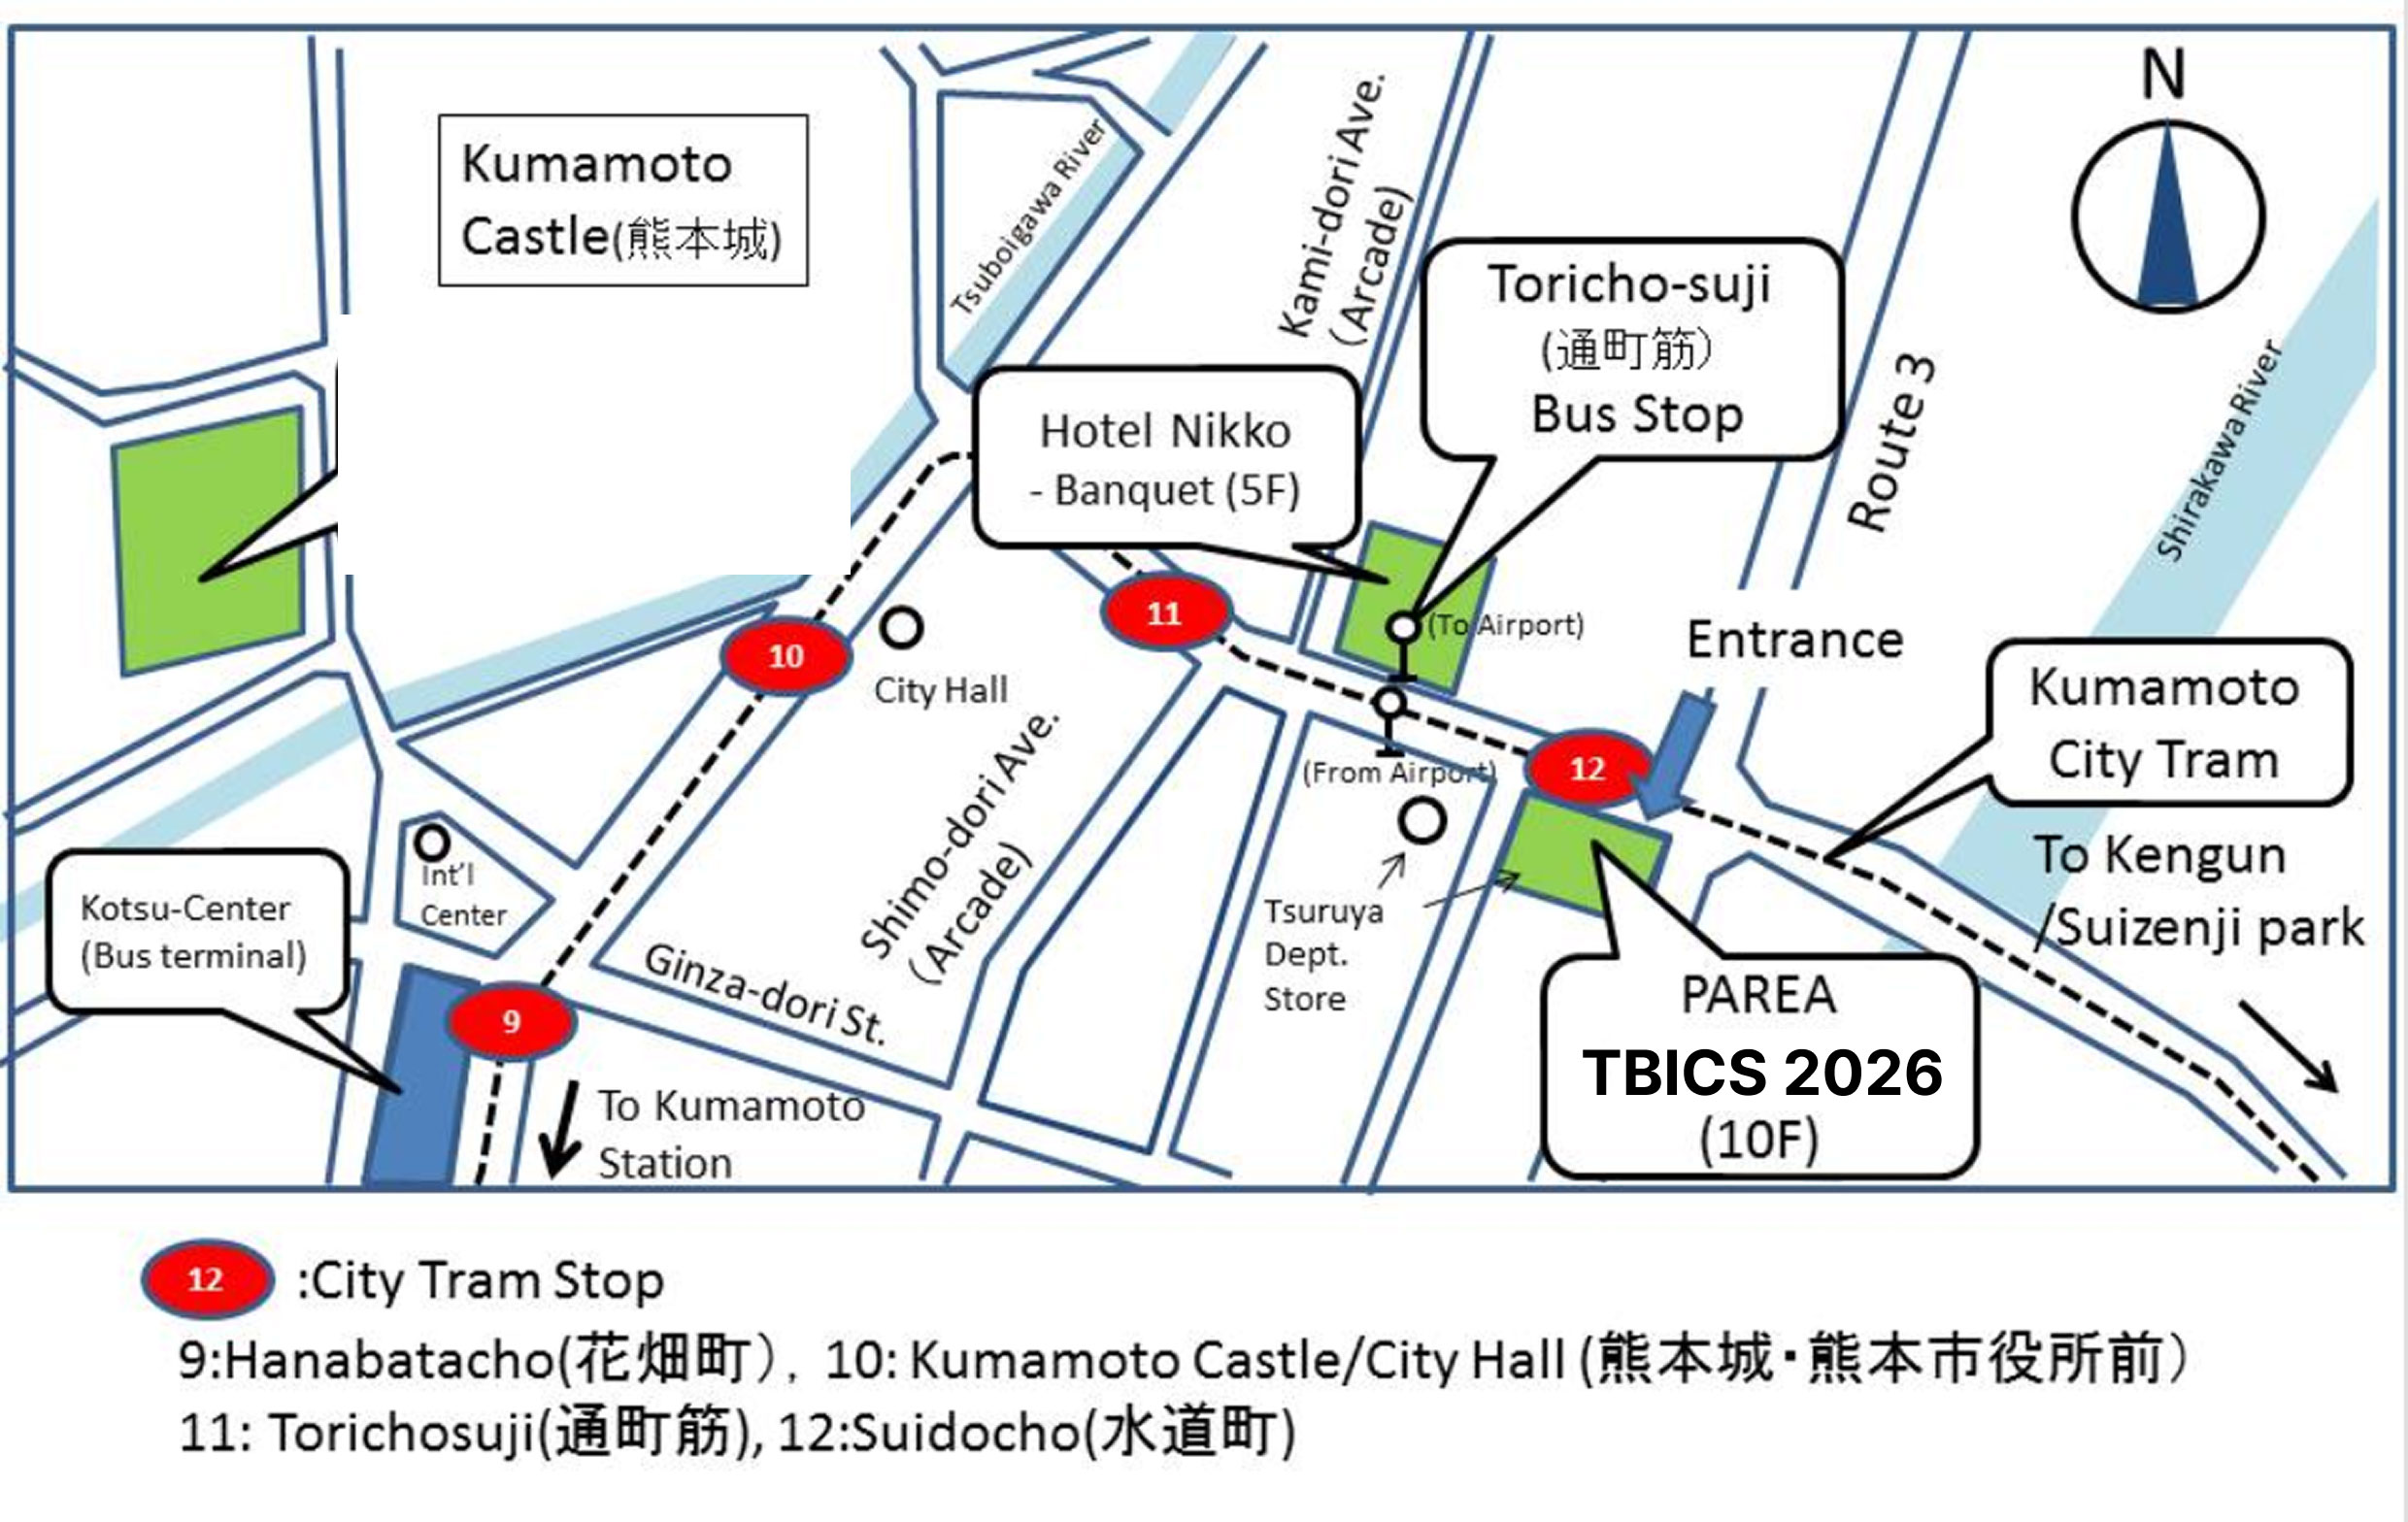 N
Kumamoto
Castle(熊本城)
Tsuboigawa River
Kami-dori Ave.
(Arcade)
Toricho-suji
(通町筋)
Bus Stop
Route 3
Shirakawa River
Hotel Nikko
- Banquet (5F)
11
(To Airport)
10
City Hall
Entrance
Kumamoto
City Tram
12
(From Airport)
Shimo-dori Ave.
(Arcade)
To Kengun
/Suizenji park
Int'l
Center
Kotsu-Center
(Bus terminal)
Tsuruya
Dept.
Store
Ginza-dori St.
9
PAREA
TBICS 2026
(10F)
To Kumamoto
Station
12 :City Tram Stop
9:Hanabatacho(花畑町), 10: Kumamoto Castle/City Hall (熊本城・熊本市役所前)
11: Torichosuji(通町筋), 12:Suidocho(水道町)